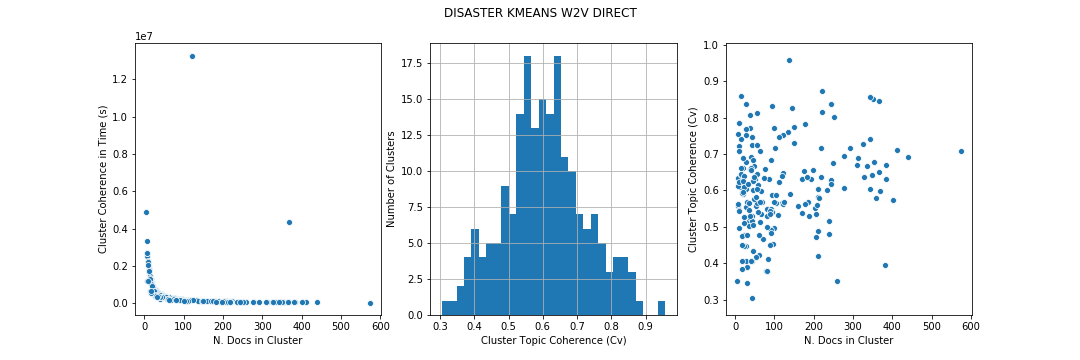 DISASTER KMEANS W2V DIRECT
1e7
Cluster Coherence in Time (s)
1.2
1.0
0.8
0.6
0.4
0.2
0.0
0 100 200 300 400 500 600
N. Docs in Cluster
Number of Clusters
17.5
15.0
12.5
10.0
7.5
5.0
2.5
0.0
0.3 0.4 0.5 0.6 0.7 0.8 0.9
Cluster Topic Coherence (Cv)
Cluster Topic Coherence (Cv)
1.0
0.9
0.8
0.7
0.6
0.5
0.4
0.3
0 100 200 300 400 500 600
N. Docs in Cluster